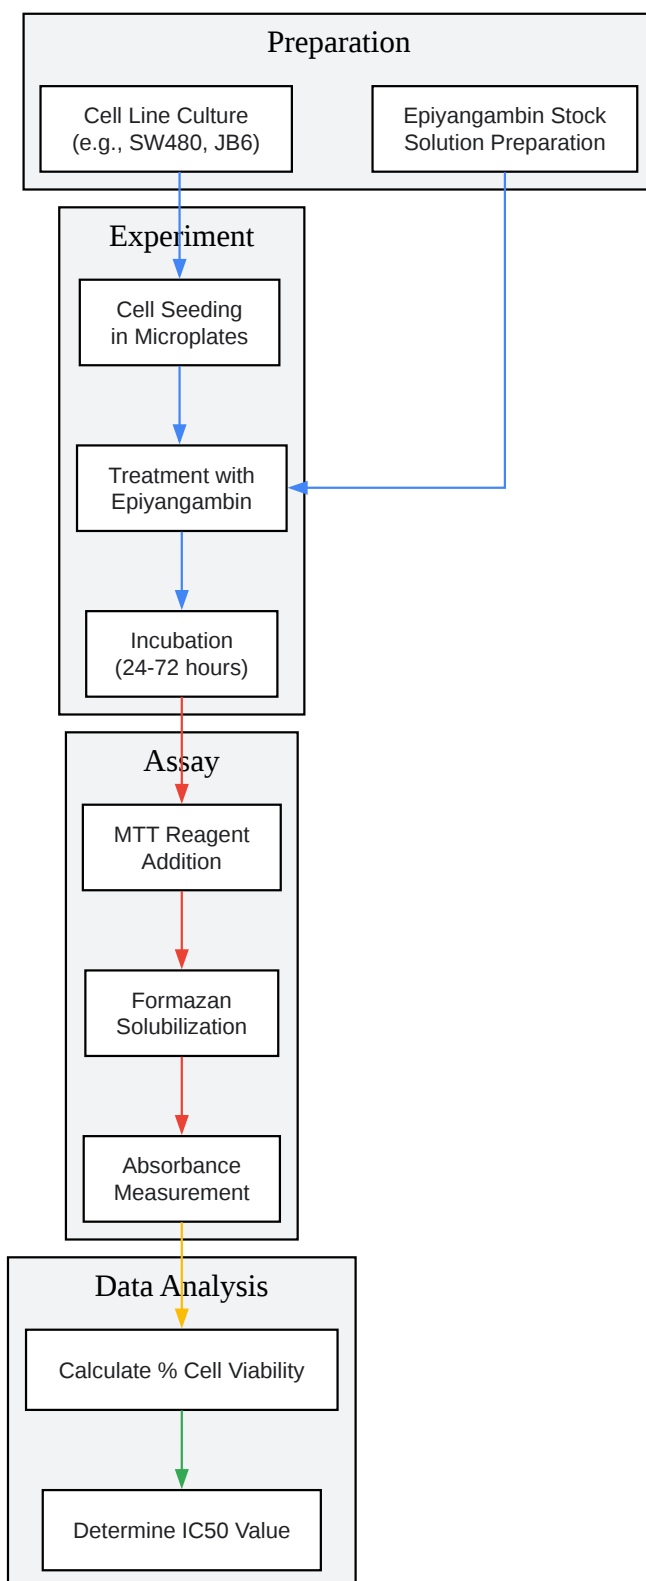 Preparation
Cell Line Culture
(e.g., SW480, JB6)
Epiyangambin Stock
Solution Preparation
Experiment
Cell Seeding
in Microplates
Treatment with
Epiyangambin
Incubation
(24-72 hours)
Assay
MTT Reagent
Addition
Formazan
Solubilization
Absorbance
Measurement
Data Analysis
Calculate % Cell Viability
Determine IC50 Value